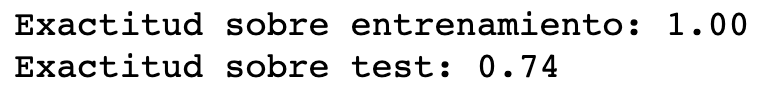 Exactitud sobre entrenamiento: 1.00
Exactitud sobre test: 0.74